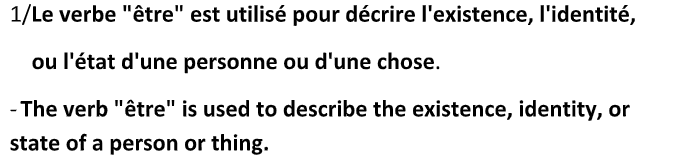 1/Le verbe "être" est utilisé pour décrire l'existence, l'identité,
ou l'état d'une personne ou d'une chose.
- The verb "être" is used to describe the existence, identity, or
state of a person or thing.